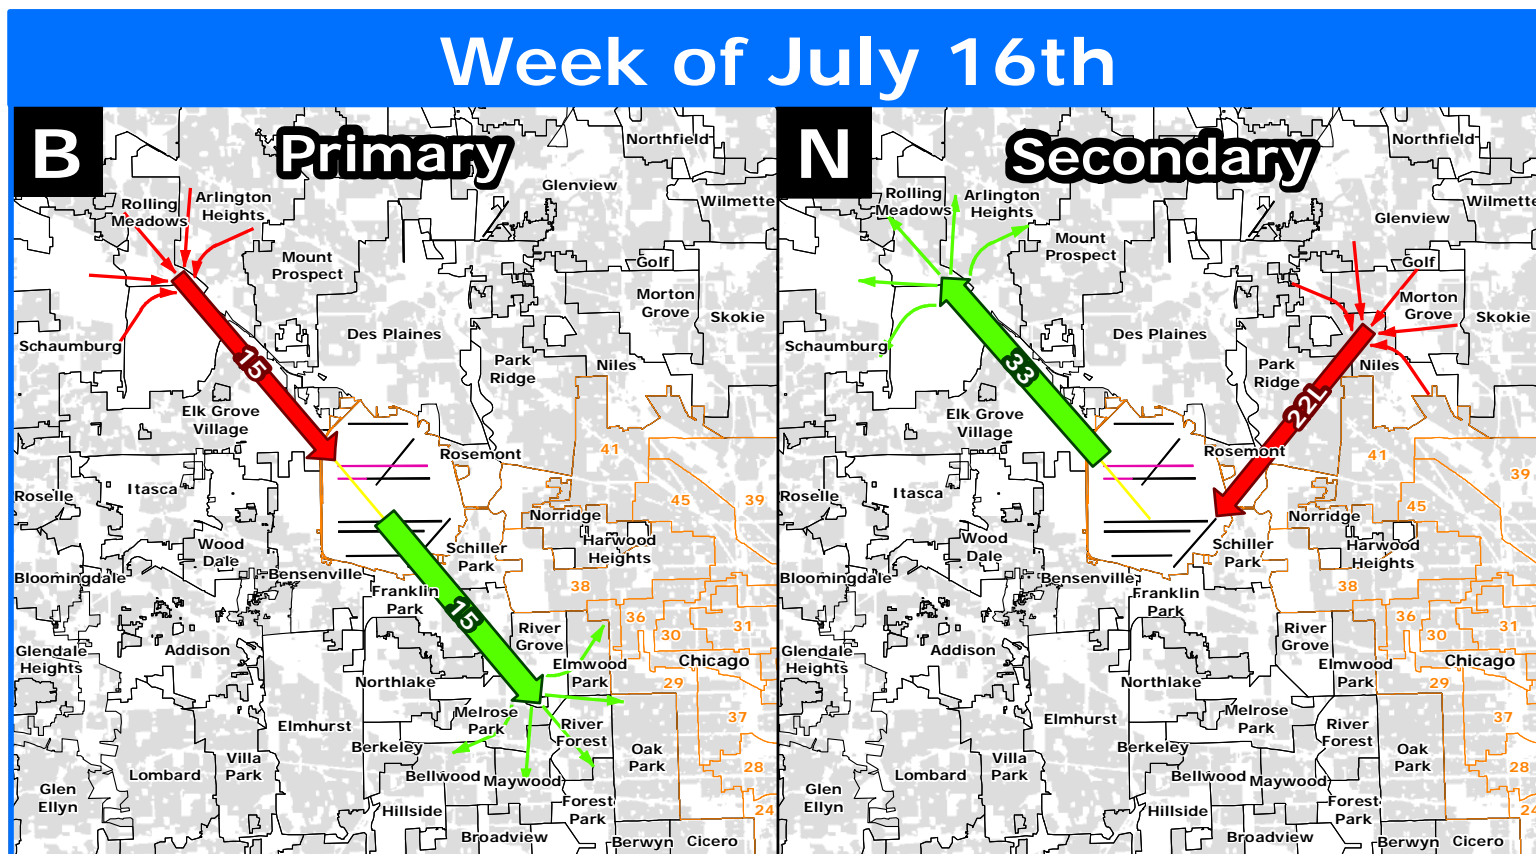 Week of July 16th
B
Primary
Northfield
Glenview
Wilmette
Rolling
Meadows
Arlington
Heights
Mount
Prospect
Golf
Morton
Grove
Skokie
Schaumburg
Des Plaines
Park
Ridge
Niles
15
Elk Grove
Village
Rosemont
41
45
39
Roselle
Itasca
Norridge
Harwood
Heights
Wood
Dale
Schiller
Park
Bloomingdale
Bensenville
Franklin
Park
38
15
36
30
31
River
Grove
Glendale
Heights
Addison
Elmwood
Park
Chicago
29
Northlake
Melrose
Park
River
Forest
37
Elmhurst
Berkeley
Oak
Park
Villa
Park
Lombard
Bellwood
Maywood
28
Glen
Ellyn
Hillside
Forest
Park
24
Broadview
Berwyn
Cicero
N
Secondary
Northfield
Glenview
Wilmette
Rolling
Meadows
Arlington
Heights
Mount
Prospect
Golf
Morton
Grove
Skokie
Schaumburg
Des Plaines
Park
Ridge
Niles
33
22L
Elk Grove
Village
Rosemont
41
45
39
Roselle
Itasca
Norridge
Harwood
Heights
Wood
Dale
Schiller
Park
Bloomingdale
Bensenville
Franklin
Park
38
36
30
31
River
Grove
Glendale
Heights
Addison
Elmwood
Park
Chicago
29
Northlake
Melrose
Park
River
Forest
37
Elmhurst
Berkeley
Oak
Park
Villa
Park
Lombard
Bellwood
Maywood
28
Glen
Ellyn
Hillside
Forest
Park
24
Broadview
Berwyn
Cicero